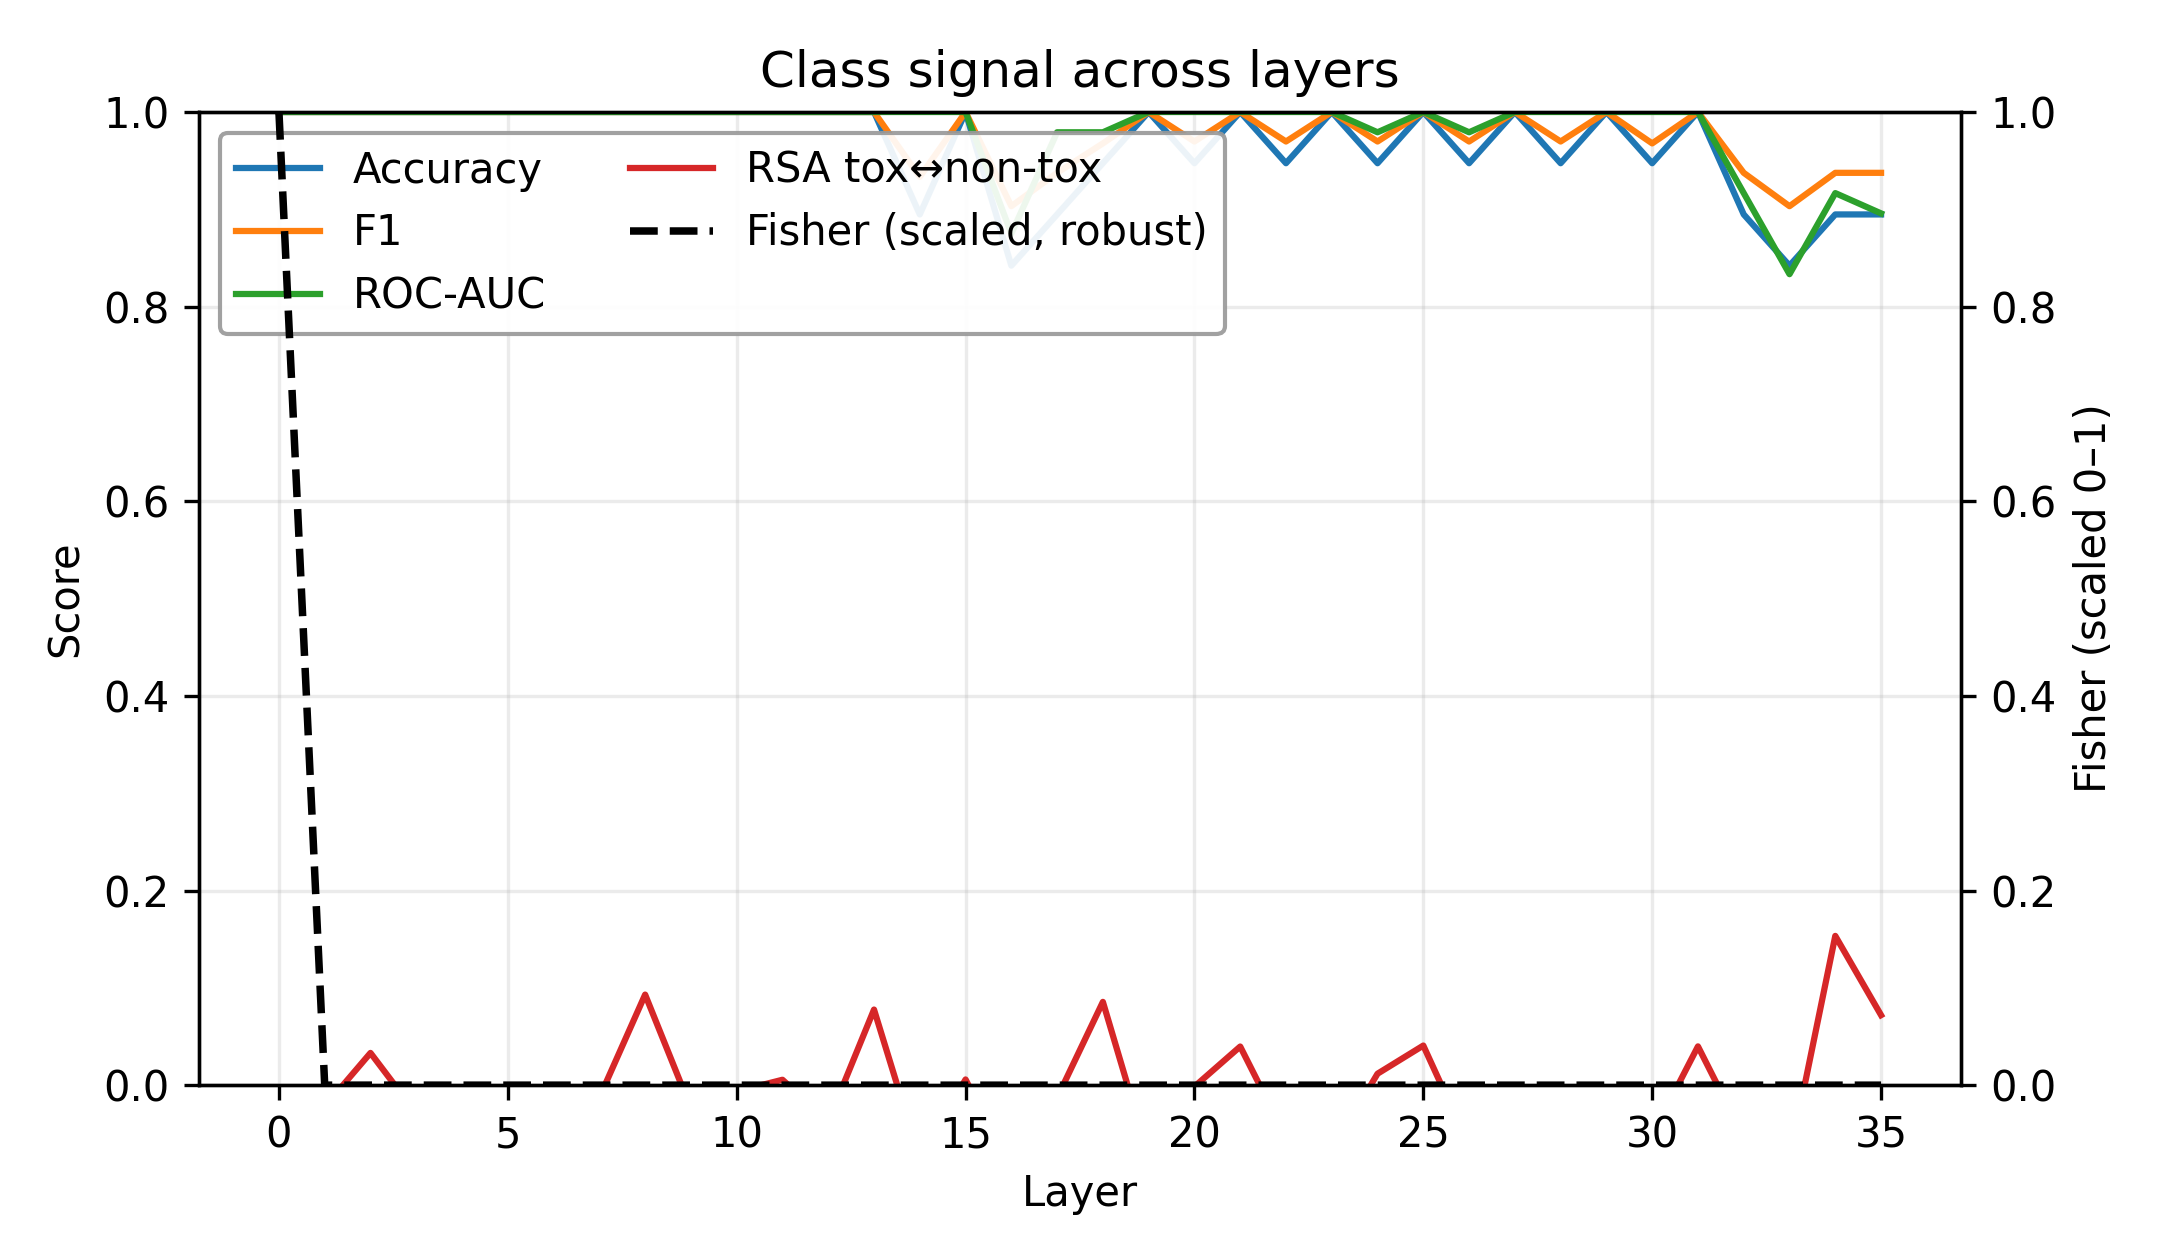 Class signal across layers
1.0
0.8
0.6
0.4
0.2
0.0
Score
Accuracy
F1
ROC-AUC
RSA tox↔non-tox
Fisher (scaled, robust)
1.0
0.8
0.6
0.4
0.2
0.0
Fisher (scaled 0–1)
0 5 10 15 20 25 30 35
Layer